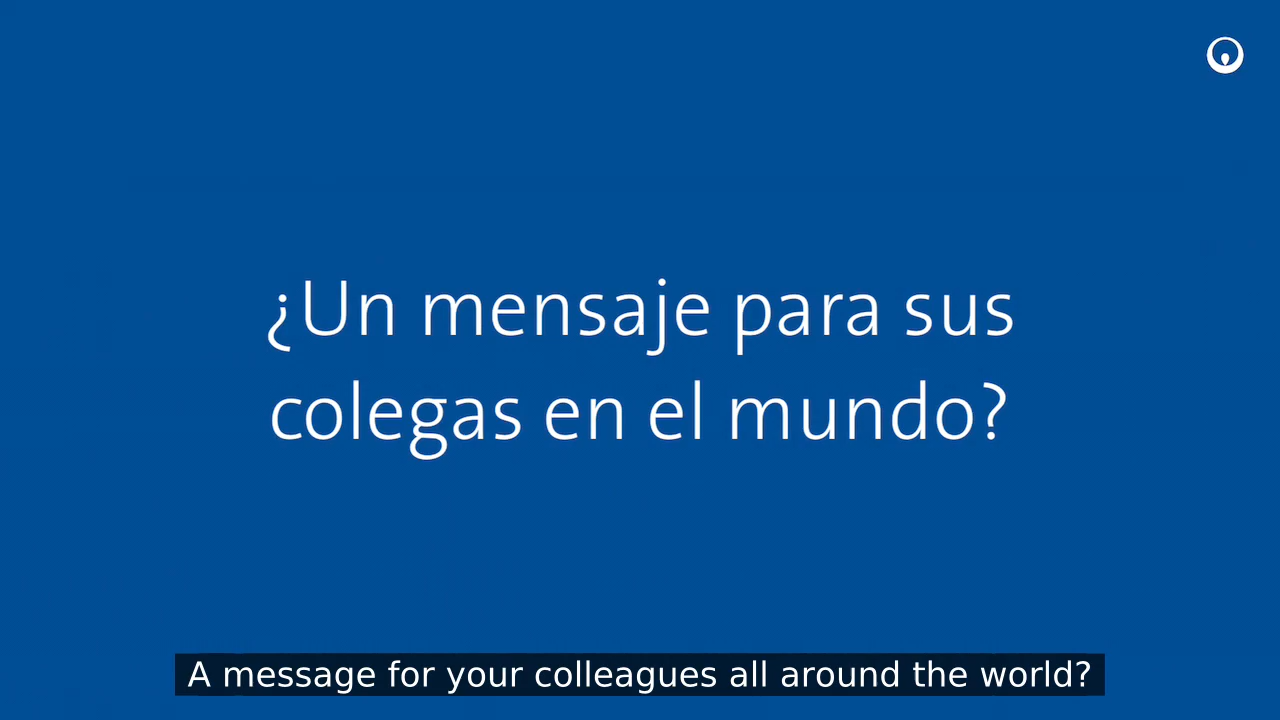 ¿Un mensaje para sus
colegas en el mundo?
A message for your colleagues all around the world?